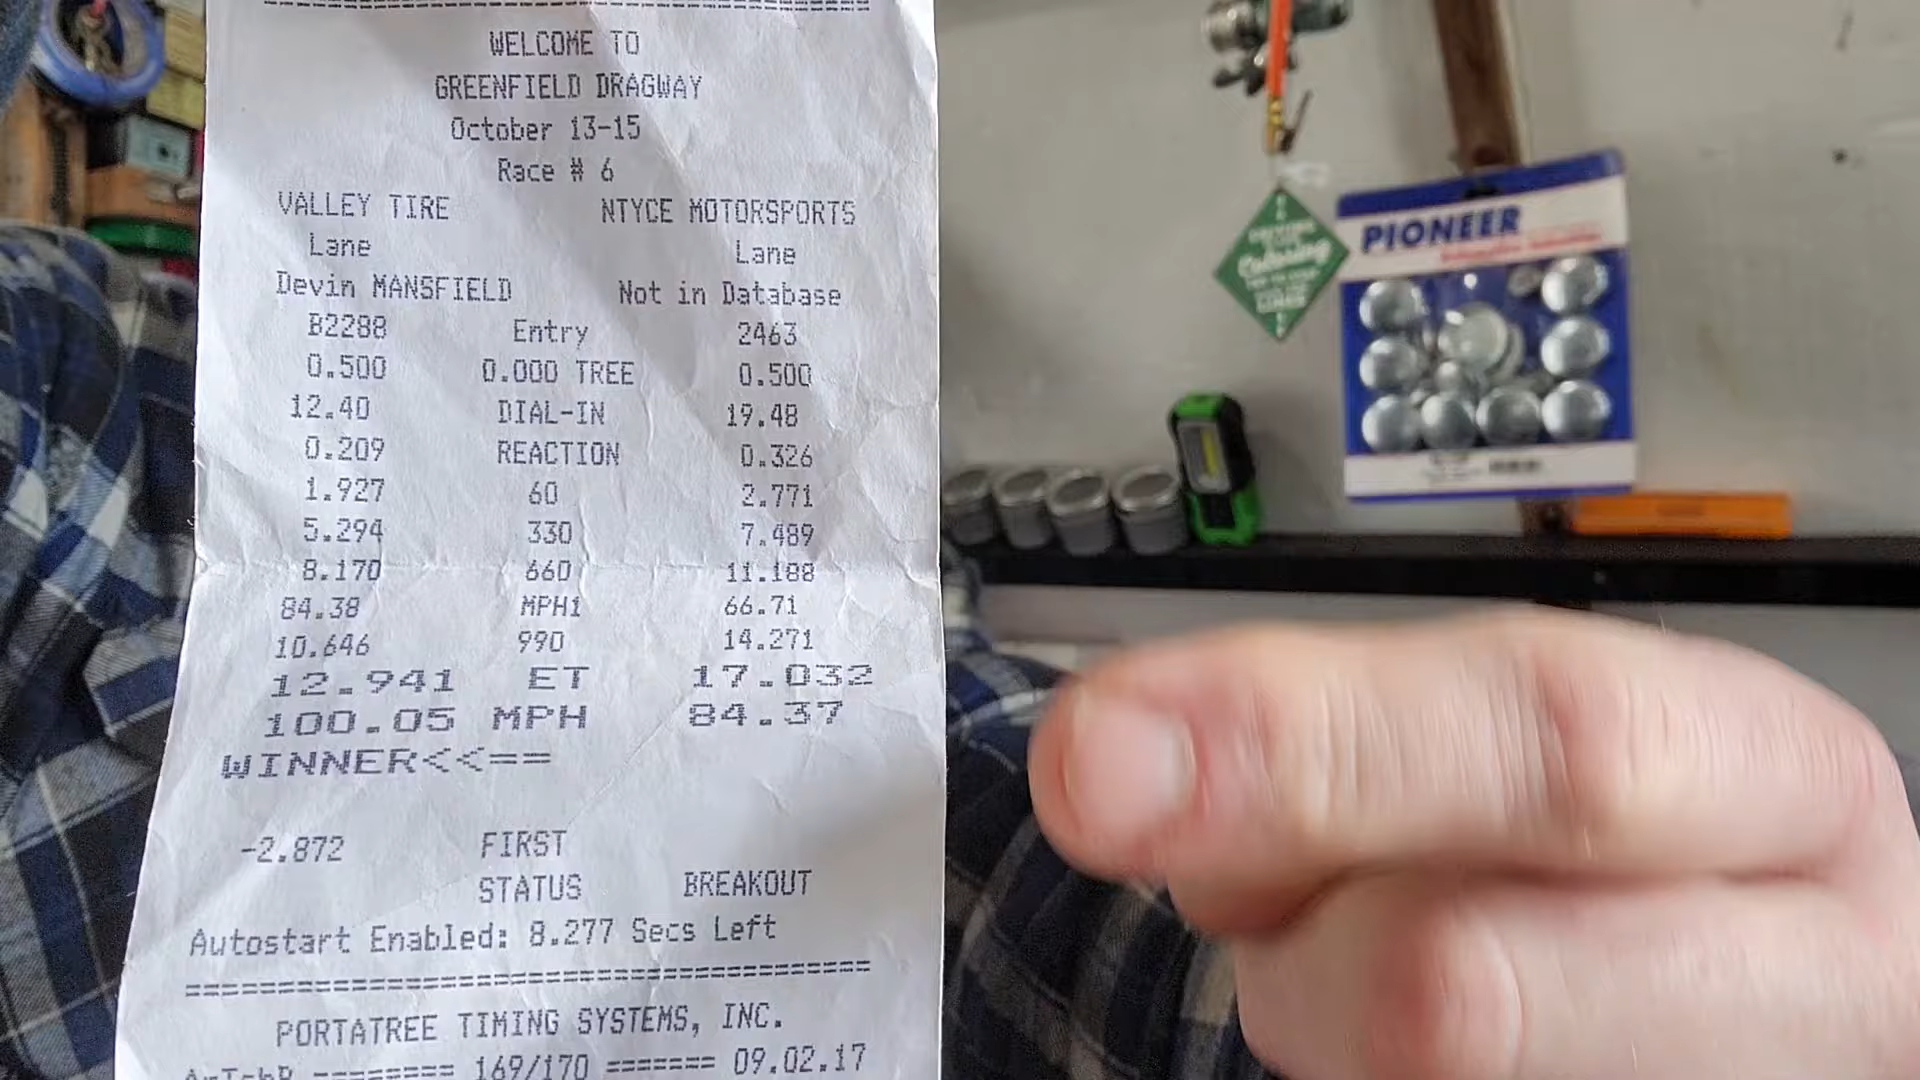 WELCOME TO
GREENFIELD DRAGWAY
October 13-15
Race # 6
VALLEY TIRE NTYCE MOTORSPORTS
Lane Lane
Devin MANSFIELD Not in Database
B2288 Entry 2463
0.500 0.000 TREE 0.500
12.40 DIAL-IN 19.48
0.209 REACTION 0.326
1.927 60 2.771
5.294 330 7.489
8.170 660 11.188
84.38 MPH1 66.71
10.646 990 14.271
12.941 ET 17.032
100.05 MPH 84.37
WINNER<<==
-2.872 FIRST
STATUS BREAKOUT
Autostart Enabled: 8.277 Secs Left
PORTATREE TIMING SYSTEMS, INC.
======== 169/170 ======= 09.02.17
PIONEER
Catering